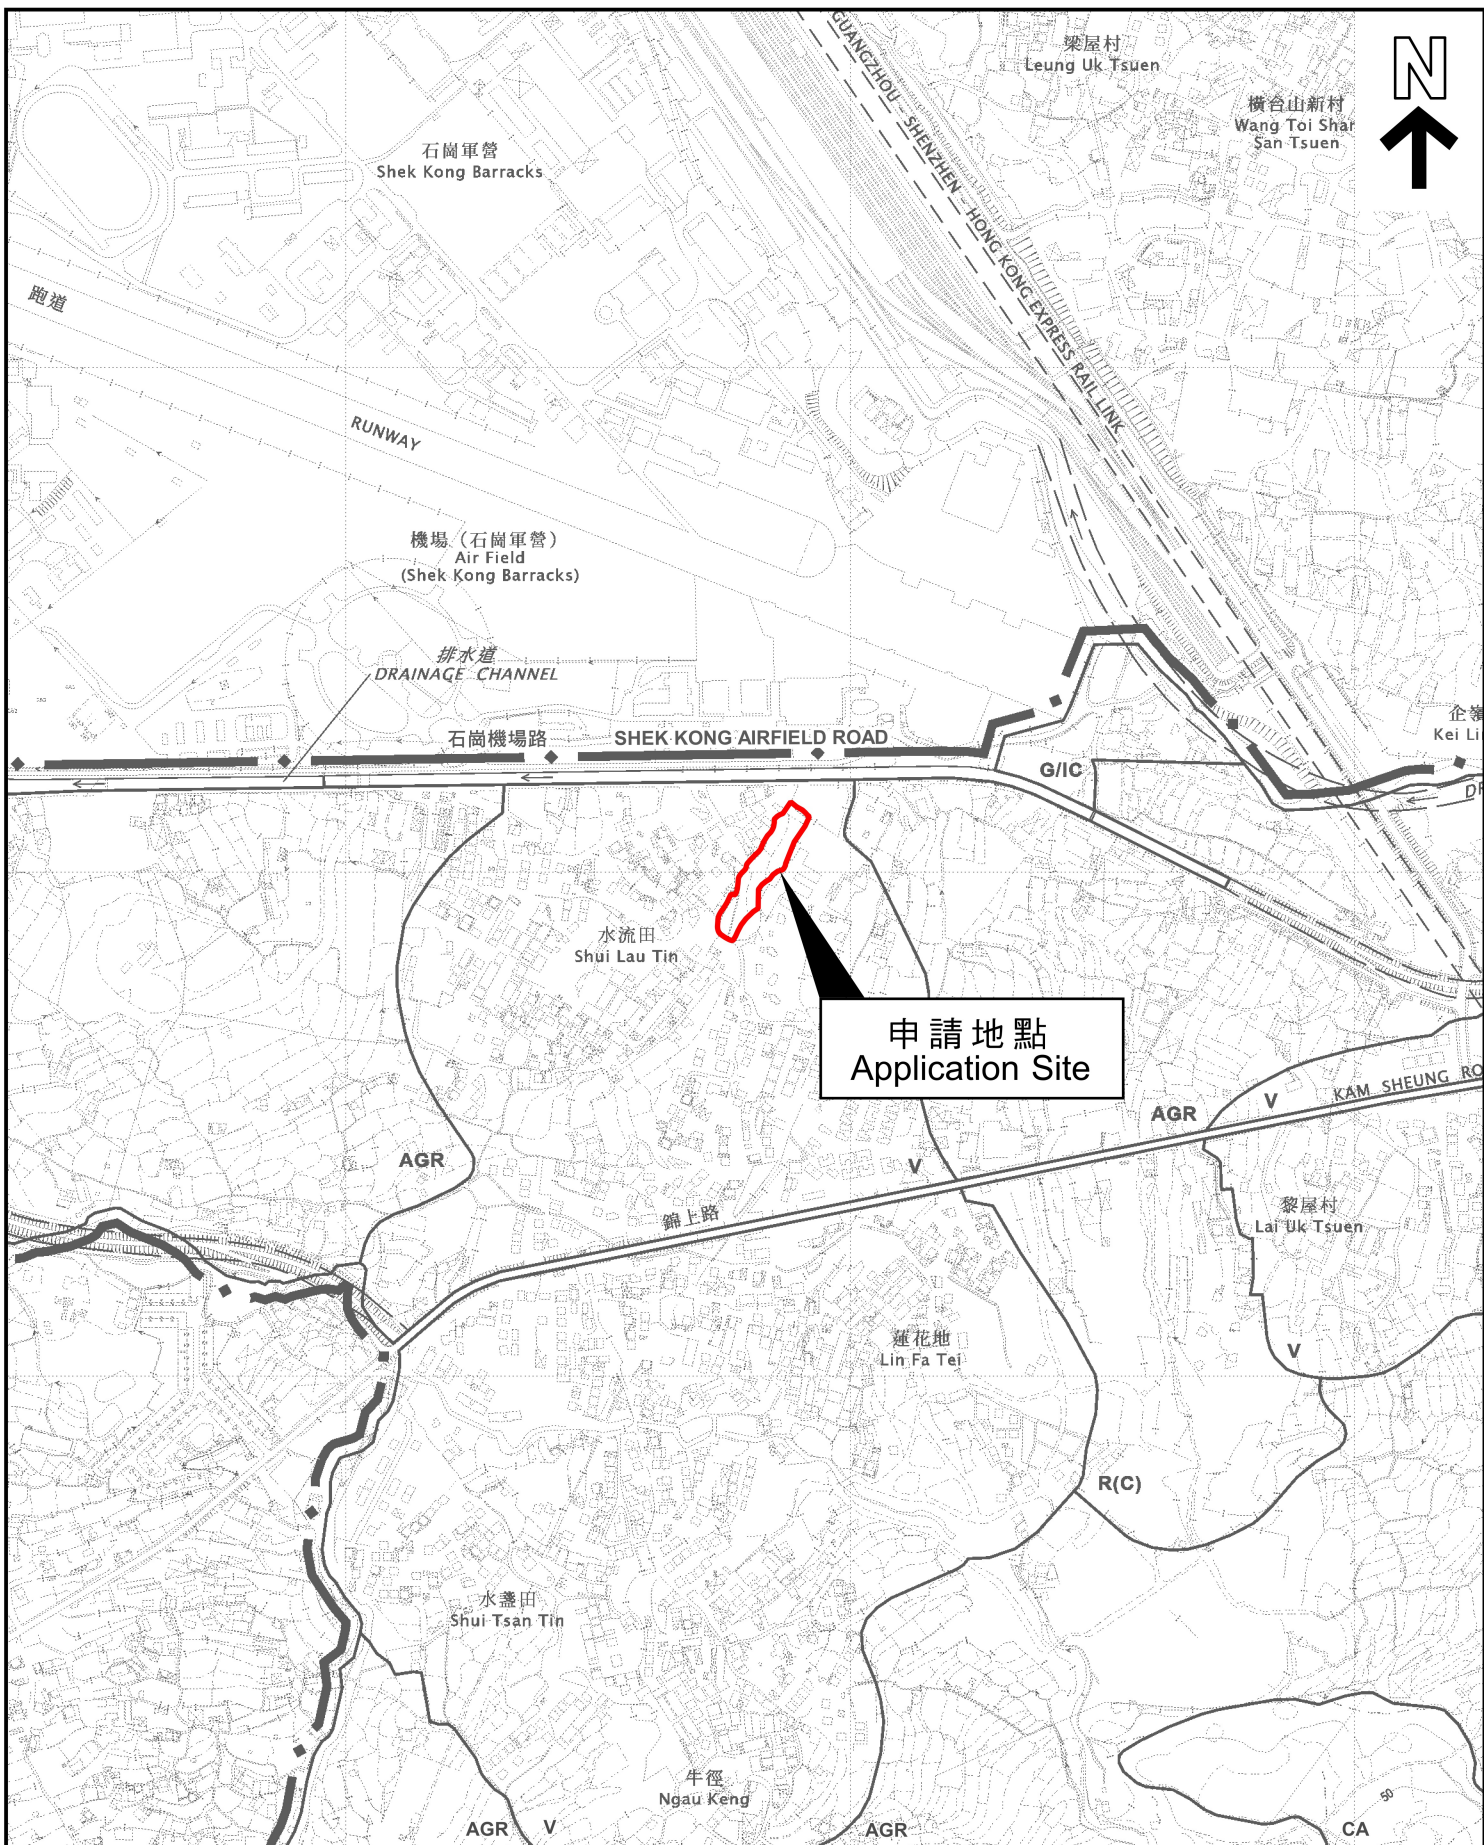 梁屋村
Leung Uk Tsuen
N
橫台山新村
Wang Toi Shan
San Tsuen
GUANGZHOU - SHENZHEN - HONG KONG EXPRESS RAIL LINK
石崗軍營
Shek Kong Barracks
跑道
RUNWAY
機場（石崗軍營）
Air Field
(Shek Kong Barracks)
排水道
DRAINAGE CHANNEL
石崗機場路
SHEK KONG AIRFIELD ROAD
G/IC
Kei Li
DR
水流田
Shui Lau Tin
申請地點
Application Site
KAM SHEUNG RO
V
AGR
AGR
V
錦上路
黎屋村
Lai Uk Tsuen
蓮花地
Lin Fa Tei
V
R(C)
水盞田
Shui Tsan Tin
牛徑
Ngau Keng
50
AGR
V
AGR
CA